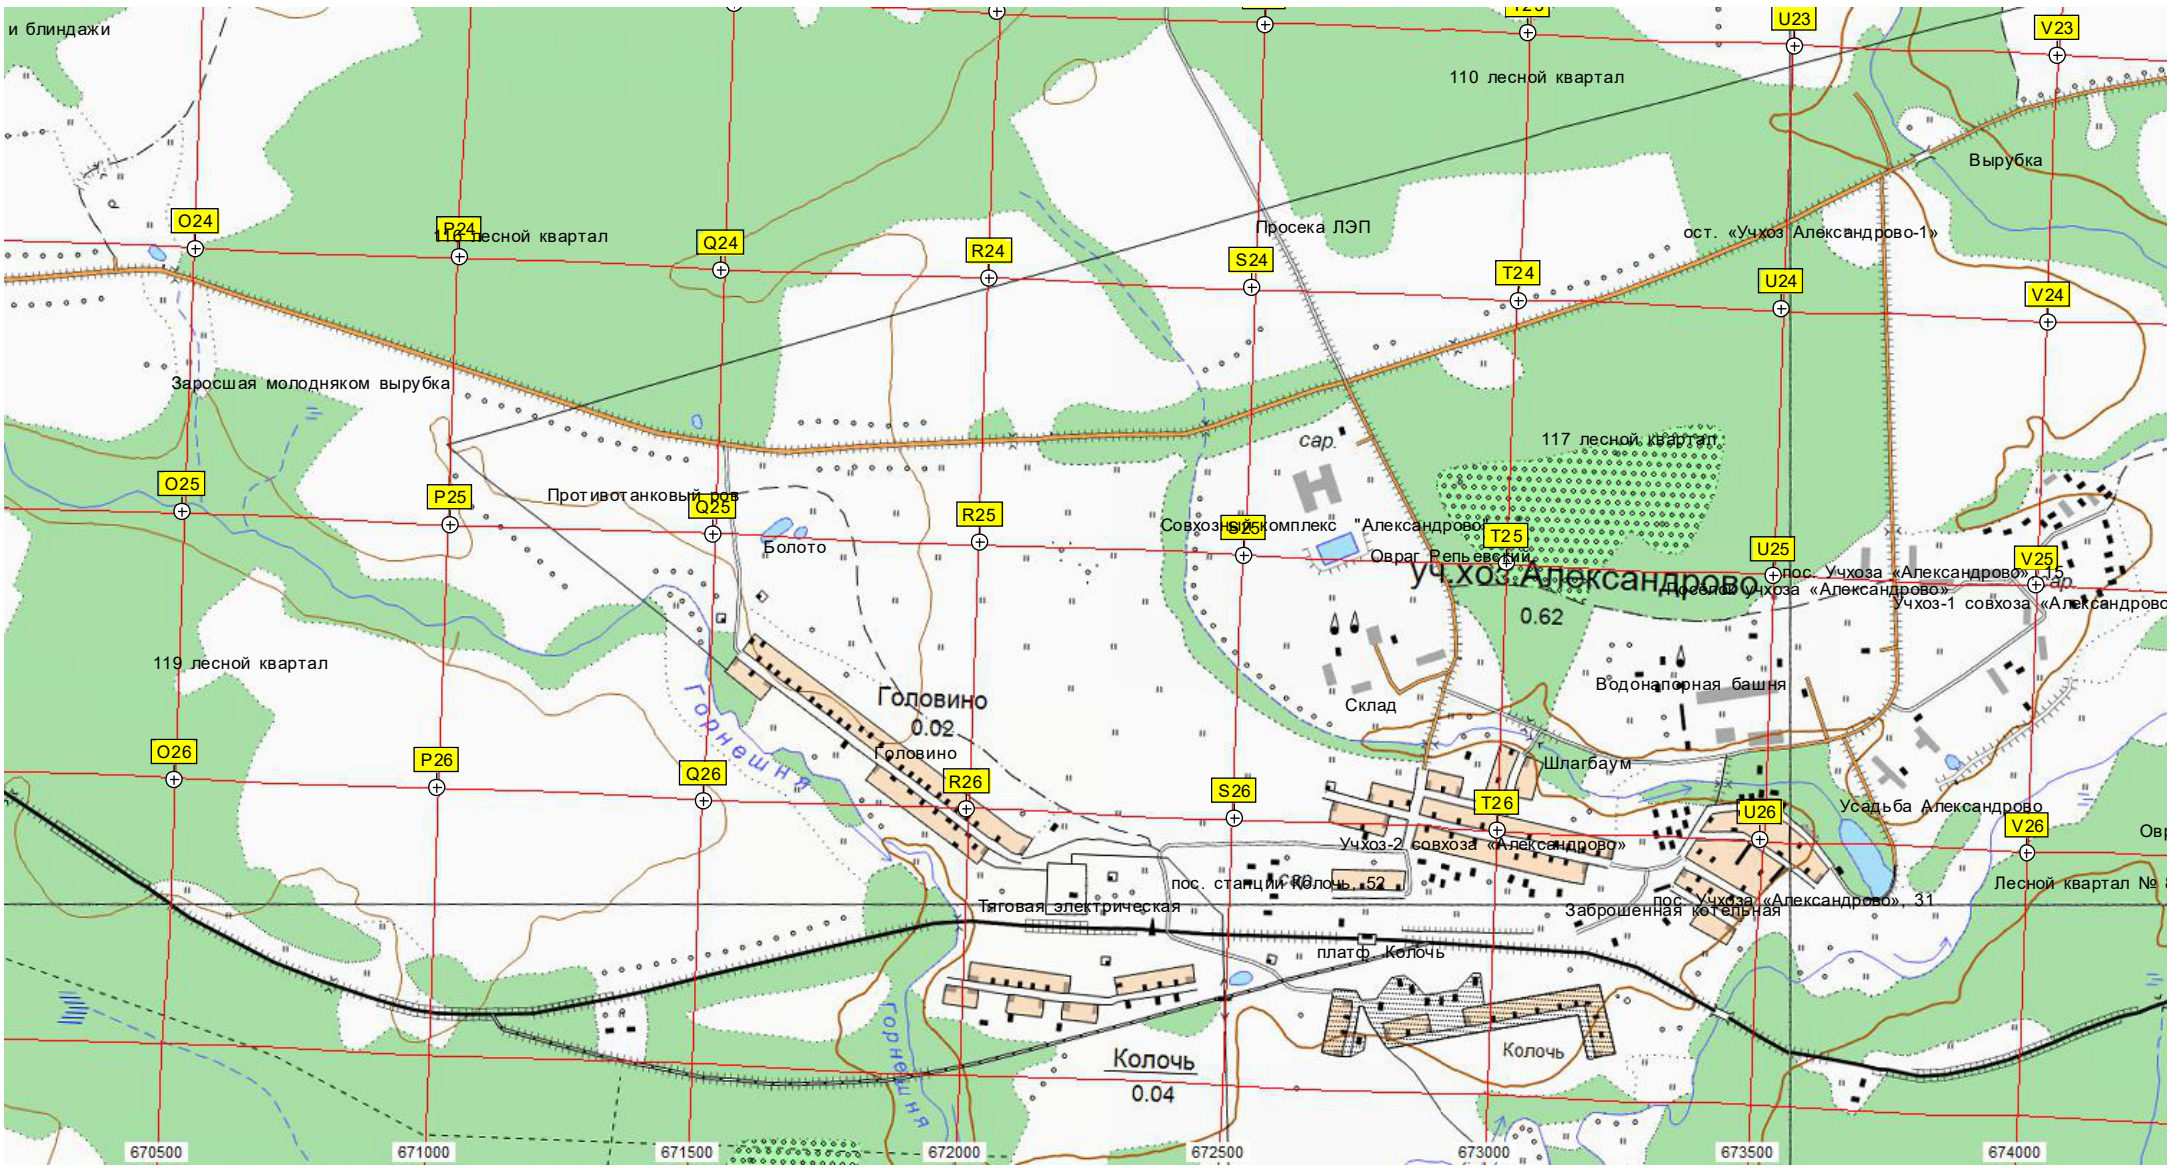 и блиндажи
U23
V23
110 лесной квартал
Вырубка
O24
P24
116 лесной квартал
Q24
R24
S24
Просека ЛЭП
T24
U24
V24
ост. «Учхоз Александрово-1»
Заросшая молодняком вырубка
сар.
117 лесной квартал
O25
P25
Противотанковый ров
Q25
R25
Болото
Совхозный комплекс "Александрово"
S25
T25
Овраг Репьевский
U25
V25
уч.хоз.Александрово
0.62
пос. Учхоза «Александрово», 15
сар.
Поселок учхоза «Александрово»
Учхоз-1 совхоза «Александрово
119 лесной квартал
Горнешня
Головино
0.02
Головино
Водонапорная башня
Склад
Шлагбаум
O26
P26
Q26
R26
S26
T26
U26
V26
Усадьба Александрово
Овр
Учхоз-2 совхоза «Александрово»
сар.
пос. станции Колочь, 52
Лесной квартал №
пос. Учхоза «Александрово», 31
Тяговая электрическая
Заброшенная котельная
платф. Колочь
Горнешня
Колочь
0.04
Колочь
670500
671000
671500
672000
672500
673000
673500
674000